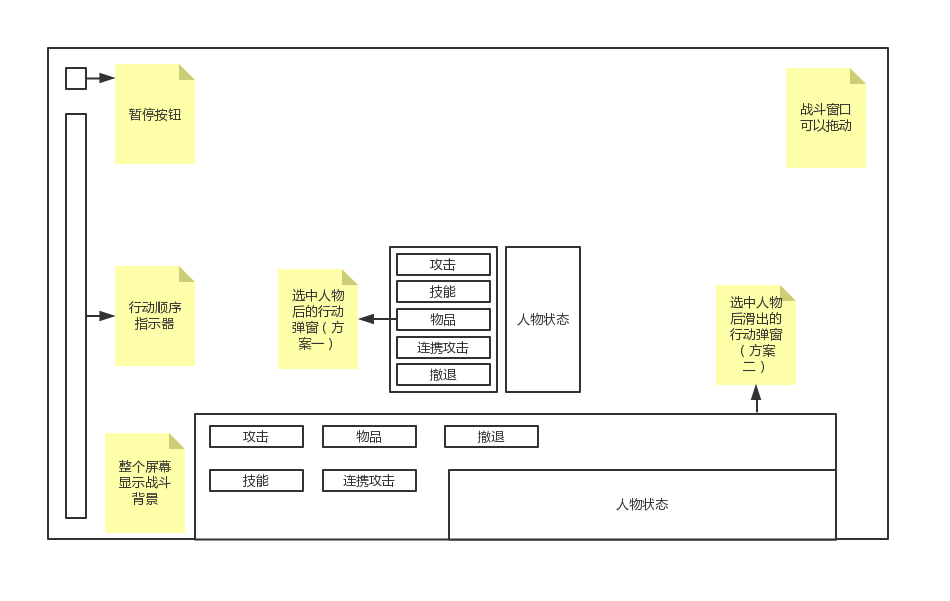 暂停按钮
战斗窗口
可以拖动
行动顺序
指示器
选中人物
后的行动
弹窗（方
案一）
攻击
技能
物品
连携攻击
撤退
人物状态
选中人物
后滑出的
行动弹窗
（方案
二）
整个屏幕
显示战斗
背景
攻击
物品
撤退
技能
连携攻击
人物状态